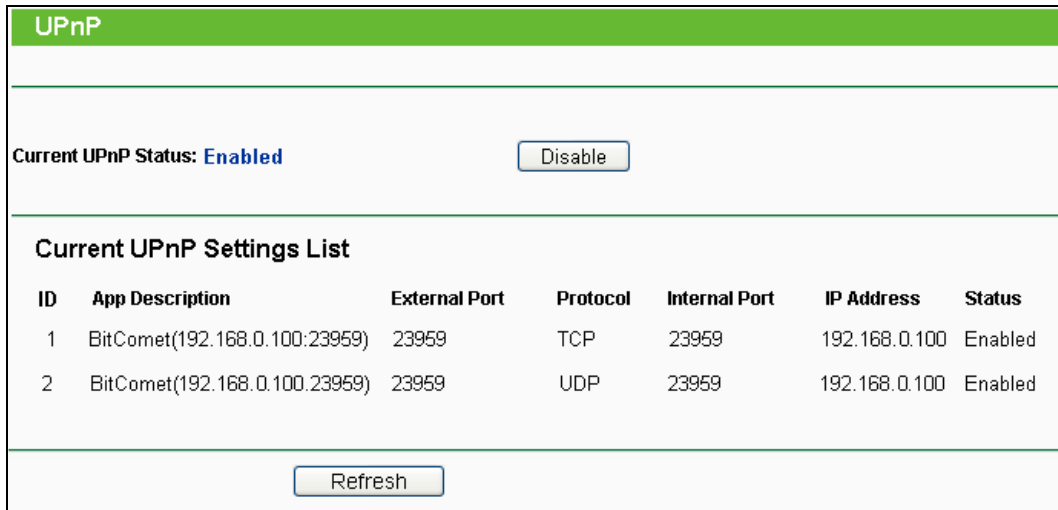 UPnP
Current UPnP Status: Enabled Disable
Current UPnP Settings List
ID App Description External Port Protocol Internal Port IP Address Status
1 BitComet(192.168.0.100:23959) 23959 TCP 23959 192.168.0.100 Enabled
2 BitComet(192.168.0.100.23959) 23959 UDP 23959 192.168.0.100 Enabled
Refresh